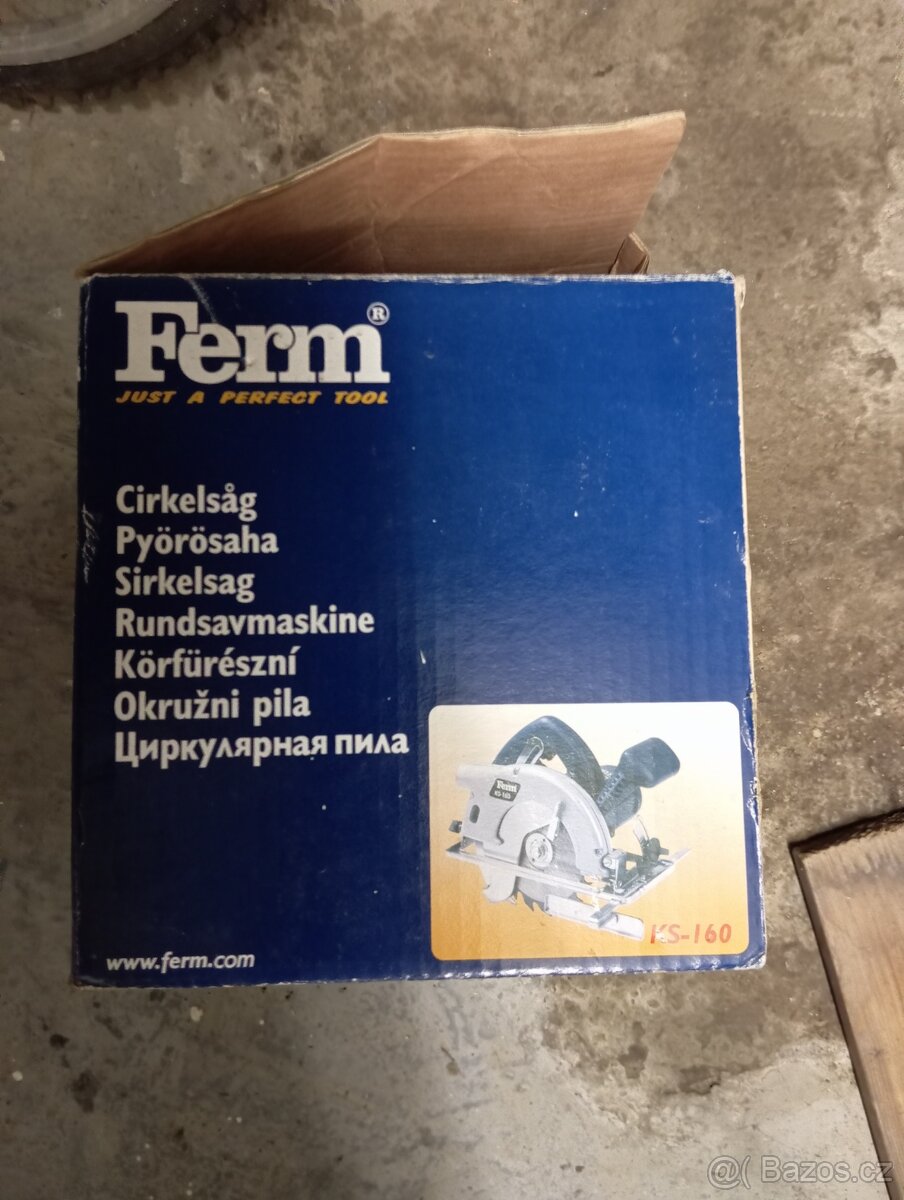 Ferm®
JUST A PERFECT TOOL
Cirkelsåg
Pyörösaha
Sirkelsag
Rundsavmaskine
Körfürészní
Okružni pila
Циркулярная пила
Ferm
KS-160
KS-160
www.ferm.com
@( Bazos.cz